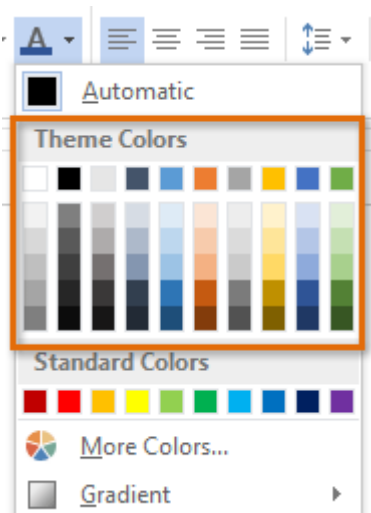 A
Automatic
Theme Colors
Standard Colors
More Colors...
Gradient